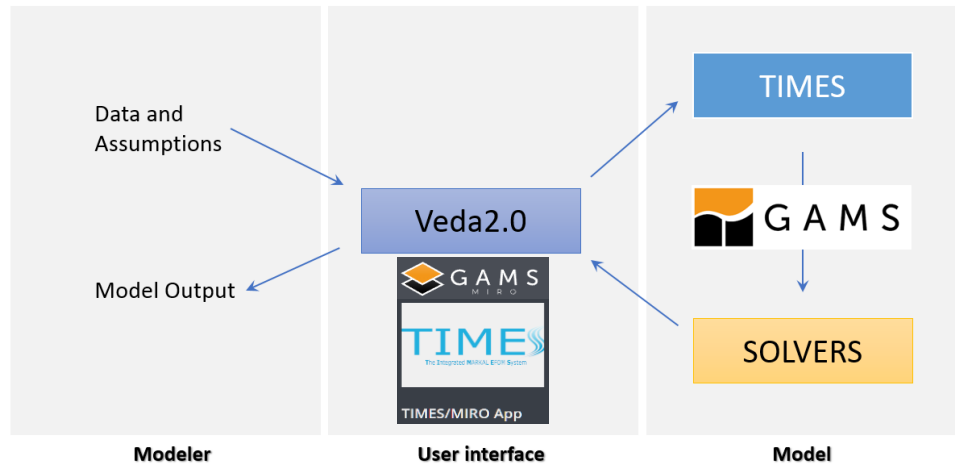 Data and
Assumptions
Model Output
Modeler
Veda2.0
GAMS
MIRO
TIMES
The Integrated MARKAL EFOM System
TIMES/MIRO App
User interface
TIMES
GAMS
SOLVERS
Model